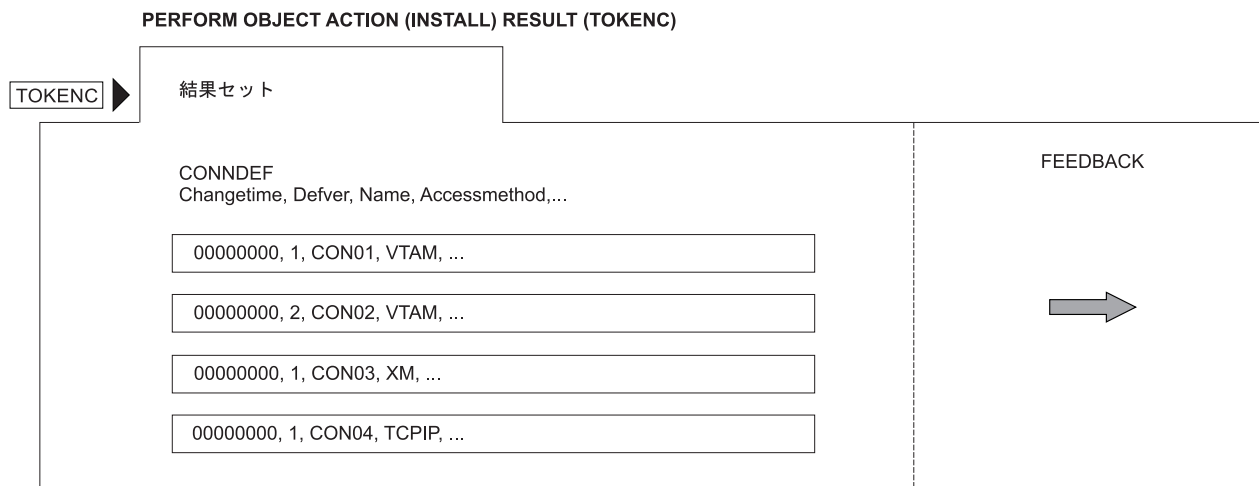 PERFORM OBJECT ACTION (INSTALL) RESULT (TOKENC)
TOKENC
結果セット
CONNDEF
Changetime, Defver, Name, Accessmethod,...
00000000, 1, CON01, VTAM, ...
00000000, 2, CON02, VTAM, ...
00000000, 1, CON03, XM, ...
00000000, 1, CON04, TCPIP, ...
FEEDBACK